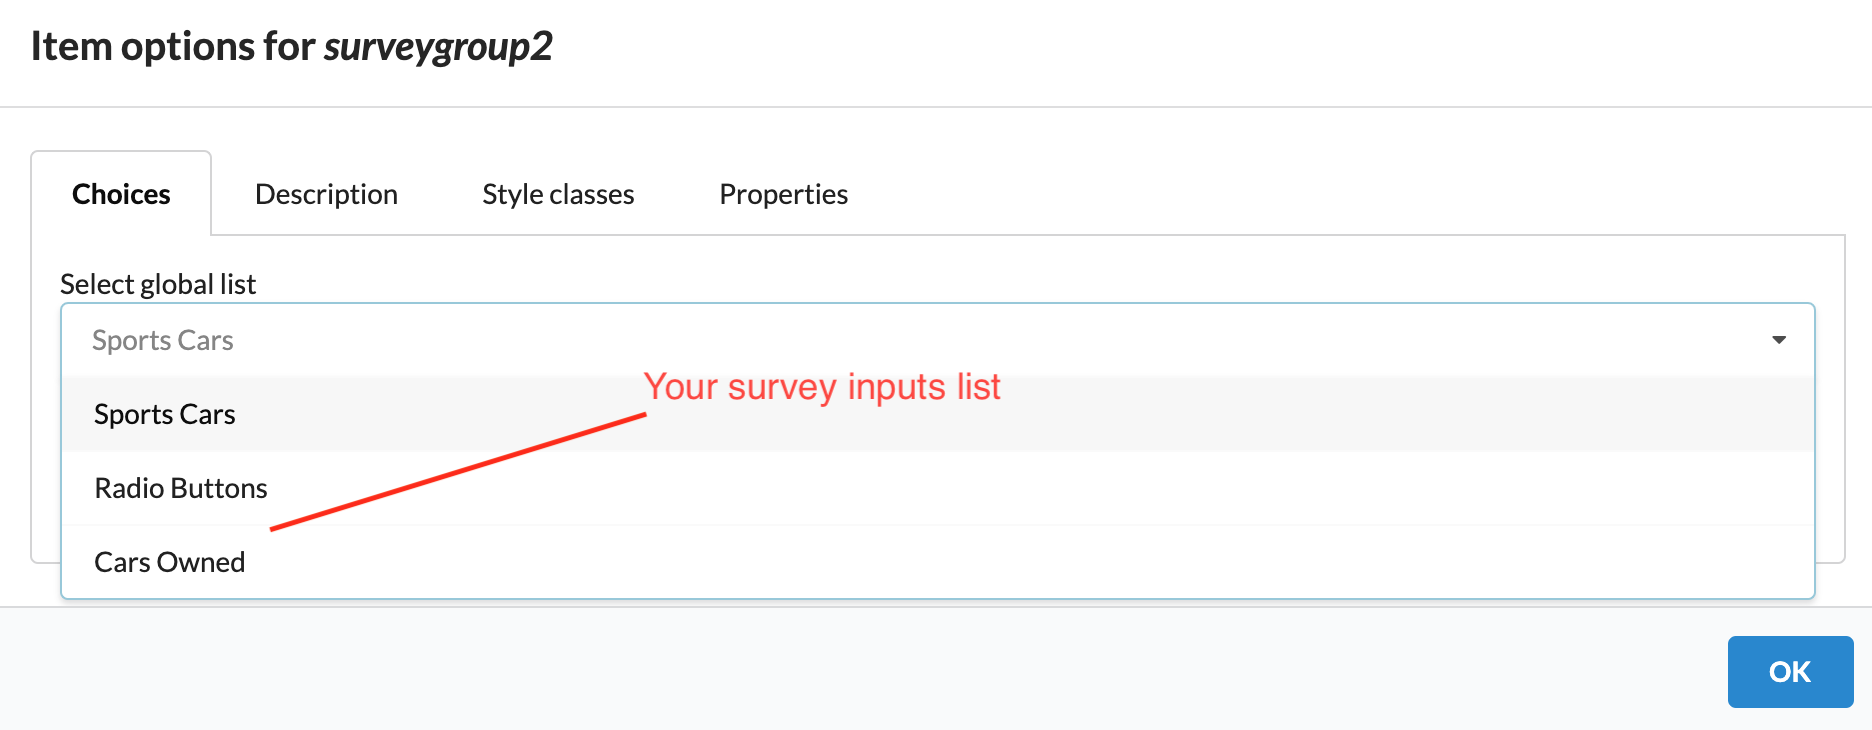 Item options for surveygroup2
Choices Description Style classes Properties
Select global list
Sports Cars
Your survey inputs list
Sports Cars
Radio Buttons
Cars Owned
OK